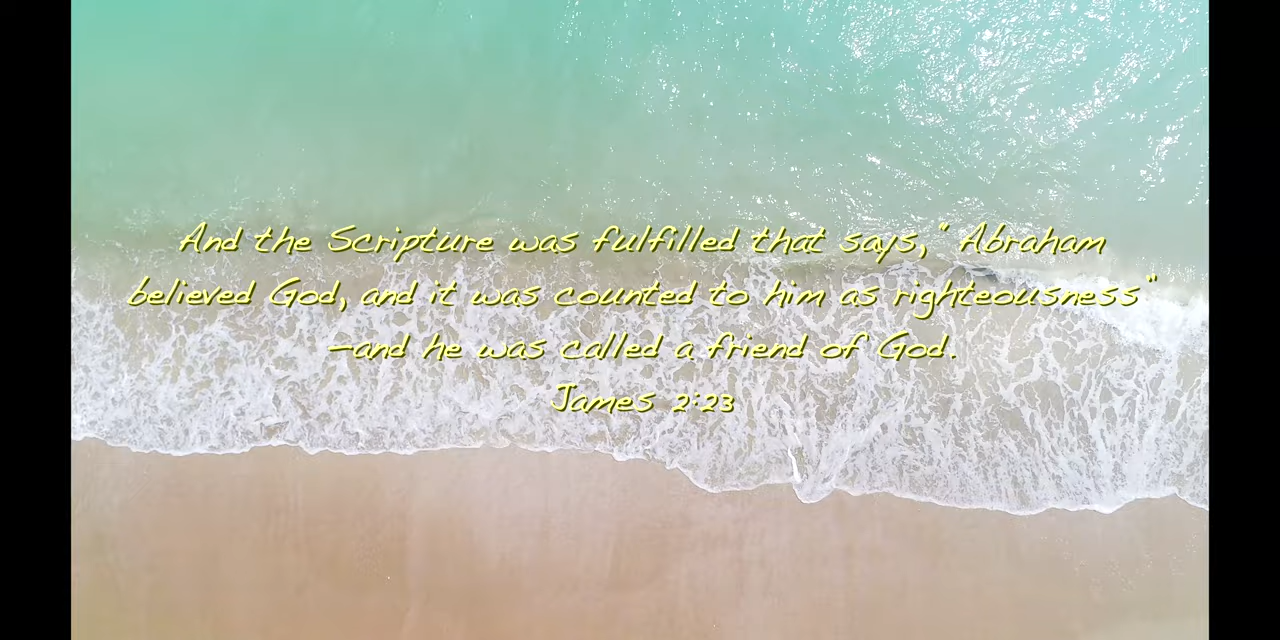 And the Scripture was fulfilled that says," Abraham
believed God, and it was counted to him as righteousness"
—and he was called a friend of God.
James 2:23